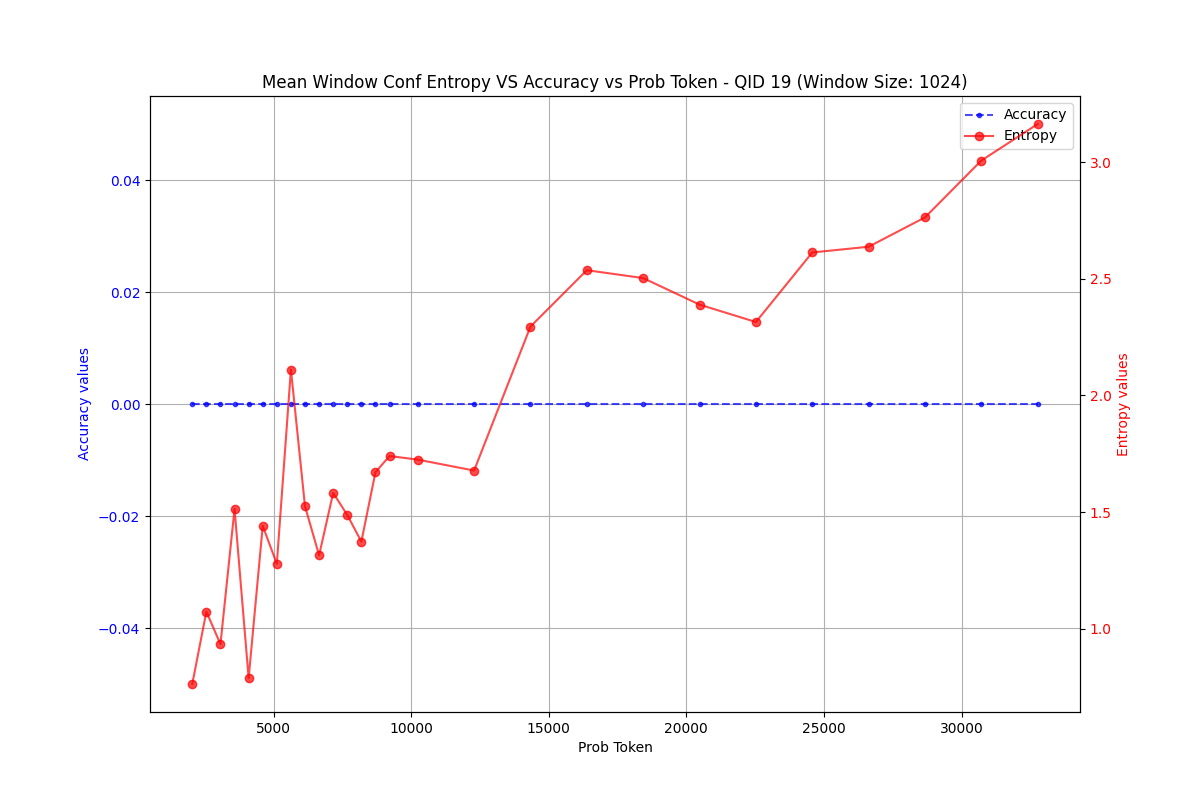 Mean Window Conf Entropy VS Accuracy vs Prob Token - QID 19 (Window Size: 1024)
Accuracy
Entropy
0.04
0.02
0.00
−0.02
−0.04
Accuracy values
3.0
2.5
2.0
1.5
1.0
Entropy values
5000 10000 15000 20000 25000 30000
Prob Token